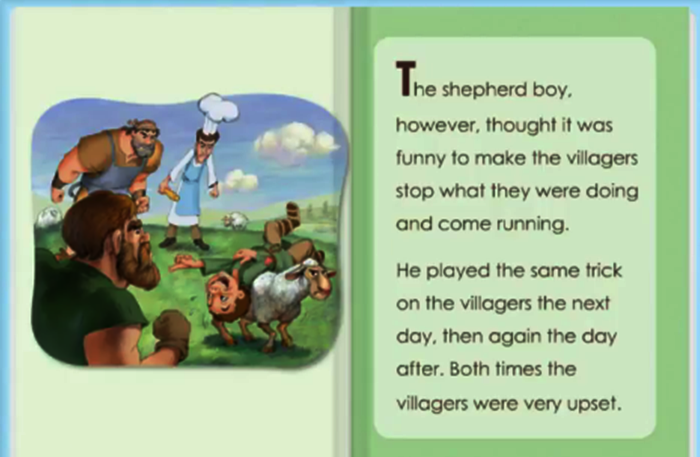 The shepherd boy,
however, thought it was
funny to make the villagers
stop what they were doing
and come running.
He played the same trick
on the villagers the next
day, then again the day
after. Both times the
villagers were very upset.